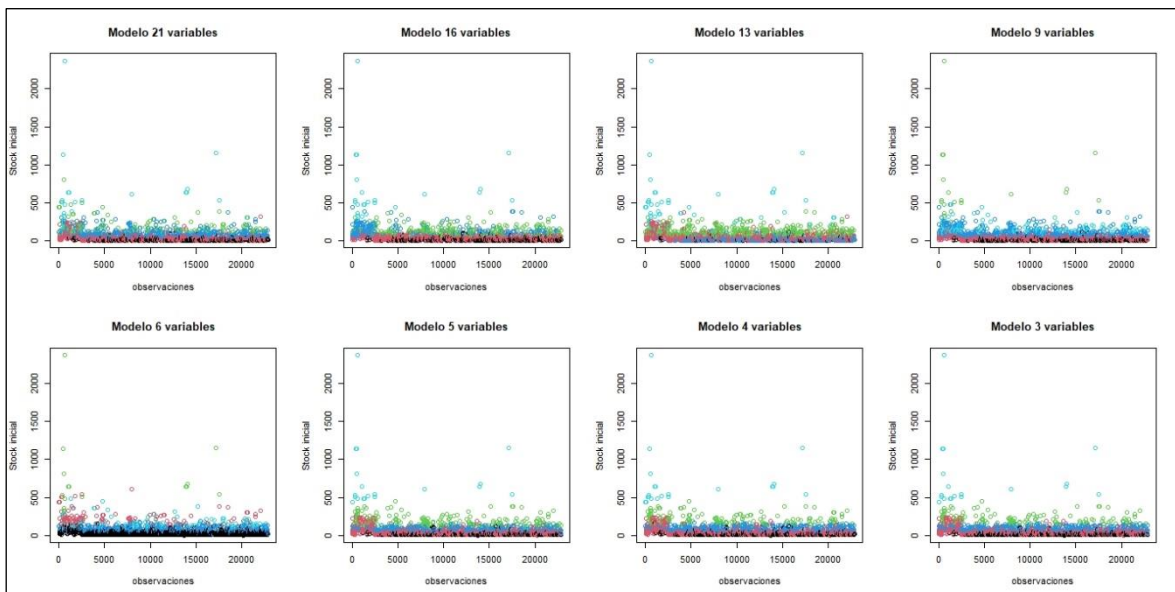 Modelo 21 variables
Stock inicial
2000
1500
1000
500
0
0 5000 10000 15000 20000
observaciones
Modelo 16 variables
Stock inicial
2000
1500
1000
500
0
0 5000 10000 15000 20000
observaciones
Modelo 13 variables
Stock inicial
2000
1500
1000
500
0
0 5000 10000 15000 20000
observaciones
Modelo 9 variables
Stock inicial
2000
1500
1000
500
0
0 5000 10000 15000 20000
observaciones
Modelo 6 variables
Stock inicial
2000
1500
1000
500
0
0 5000 10000 15000 20000
observaciones
Modelo 5 variables
Stock inicial
2000
1500
1000
500
0
0 5000 10000 15000 20000
observaciones
Modelo 4 variables
Stock inicial
2000
1500
1000
500
0
0 5000 10000 15000 20000
observaciones
Modelo 3 variables
Stock inicial
2000
1500
1000
500
0
0 5000 10000 15000 20000
observaciones